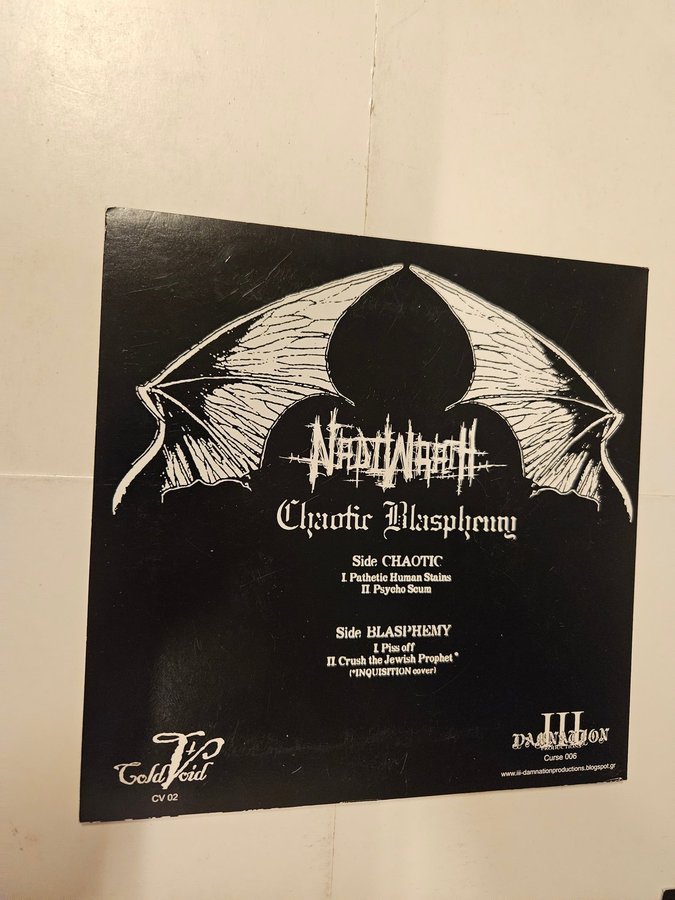 NadiWrath
Chaotic Blasphemy
Side CHAOTIC
I. Pathetic Human Stains
II. Psycho Scum
Side BLASPHEMY
I. Piss off
II. Crush the Jewish Prophet*
(*INQUISITION cover)
Cold Void
CV 02
III
DAMNATION
Curse 006
www.iii-damnationproductions.blogspot.gr